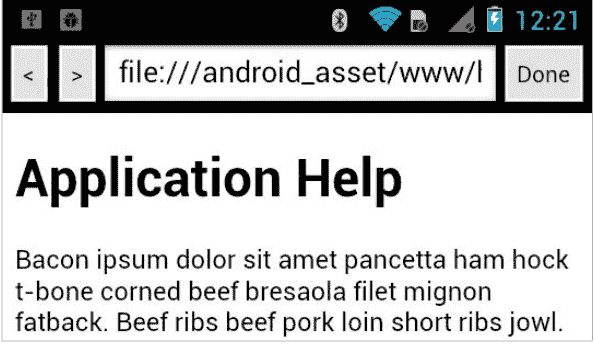 12:21
< > file:///android_asset/www/ Done
Application Help
Bacon ipsum dolor sit amet pancetta ham hock
t-bone corned beef bresaola filet mignon
fatback. Beef ribs beef pork loin short ribs jowl.